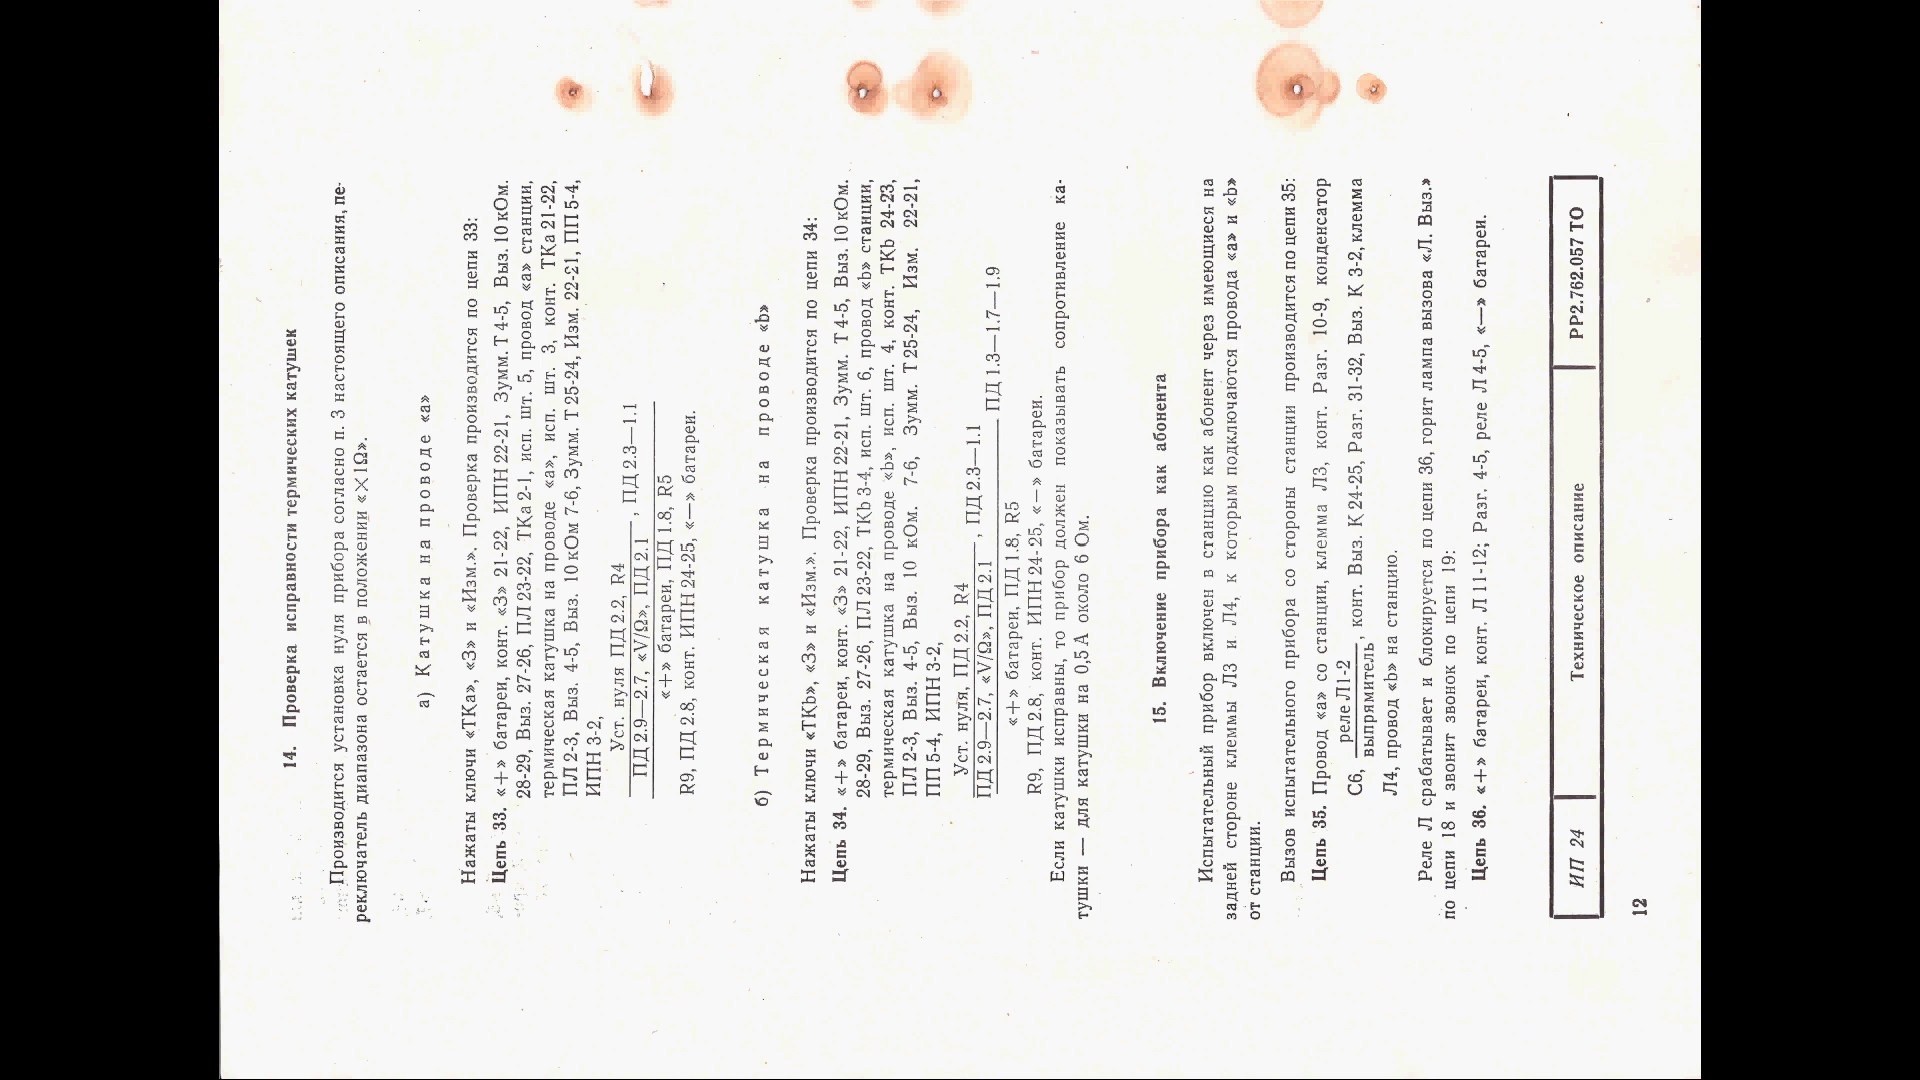 14. Проверка исправности термических катушек
Производится установка нуля прибора согласно п. 3 настоящего описания, пе-
реключатель диапазона остается в положении «×1Ω».
а) Катушка на проводе «а»
Нажаты ключи «ТКа», «З» и «Изм.». Проверка производится по цепи 33:
Цепь 33. «+» батареи, конт. «З» 21-22, ИПН 22-21, Зумм. Т 4-5, Выз. 10 кОм.
28-29, Выз. 27-26, ПЛ 23-22, ТКа 2-1, исп. шт. 5, провод «а» станции,
термическая катушка на проводе «а», исп. шт. 3, конт. ТКа 21-22,
ПЛ 2-3, Выз. 4-5, Выз. 10 кОм 7-6, Зумм. Т 25-24, Изм. 22-21, ПП 5-4,
ИПН 3-2,
Уст. нуля ПД 2.2, R4
ПД 2.9—2.7, «V/Ω», ПД 2.1 , ПД 2.3—1.1
«+» батареи, ПД 1.8, R5
R9, ПД 2.8, конт. ИПН 24-25, «—» батареи.
б) Термическая катушка на проводе «b»
Нажаты ключи «ТКb», «З» и «Изм.». Проверка производится по цепи 34:
Цепь 34. «+» батареи, конт. «З» 21-22, ИПН 22-21, Зумм. Т 4-5, Выз. 10 кОм.
28-29, Выз. 27-26, ПЛ 23-22, ТКb 3-4, исп. шт. 6, провод «b» станции,
термическая катушка на проводе «b», исп. шт. 4, конт. ТКb 24-23,
ПЛ 2-3, Выз. 4-5, Выз. 10 кОм. 7-6, Зумм. Т 25-24, Изм. 22-21,
ПП 5-4, ИПН 3-2,
Уст. нуля, ПД 2.2, R4
ПД 2.9—2.7, «V/Ω», ПД 2.1 , ПД 2.3—1.1
ПД 1.3—1.7—1.9
«+» батареи, ПД 1.8, R5
R9, ПД 2.8, конт. ИПН 24-25, «—» батареи.
Если катушки исправны, то прибор должен показывать сопротивление ка-
тушки — для катушки на 0,5 А около 6 Ом.
15. Включение прибора как абонента
Испытательный прибор включен в станцию как абонент через имеющиеся на
задней стороне клеммы Л3 и Л4, к которым подключаются провода «а» и «b»
от станции.
Вызов испытательного прибора со стороны станции производится по цепи 35:
Цепь 35. Провод «а» со станции, клемма Л3, конт. Разг. 10-9, конденсатор
реле Л1-2
С6, , конт. Выз. К 24-25, Разг. 31-32, Выз. К 3-2, клемма
выпрямитель
Л4, провод «b» на станцию.
Реле Л срабатывает и блокируется по цепи 36, горит лампа вызова «Л. Выз.»
по цепи 18 и звонит звонок по цепи 19:
Цепь 36. «+» батареи, конт. Л 11-12; Разг. 4-5, реле Л 4-5, «—» батареи.
ИП 24
Техническое описание
РР2.762.057 ТО
12